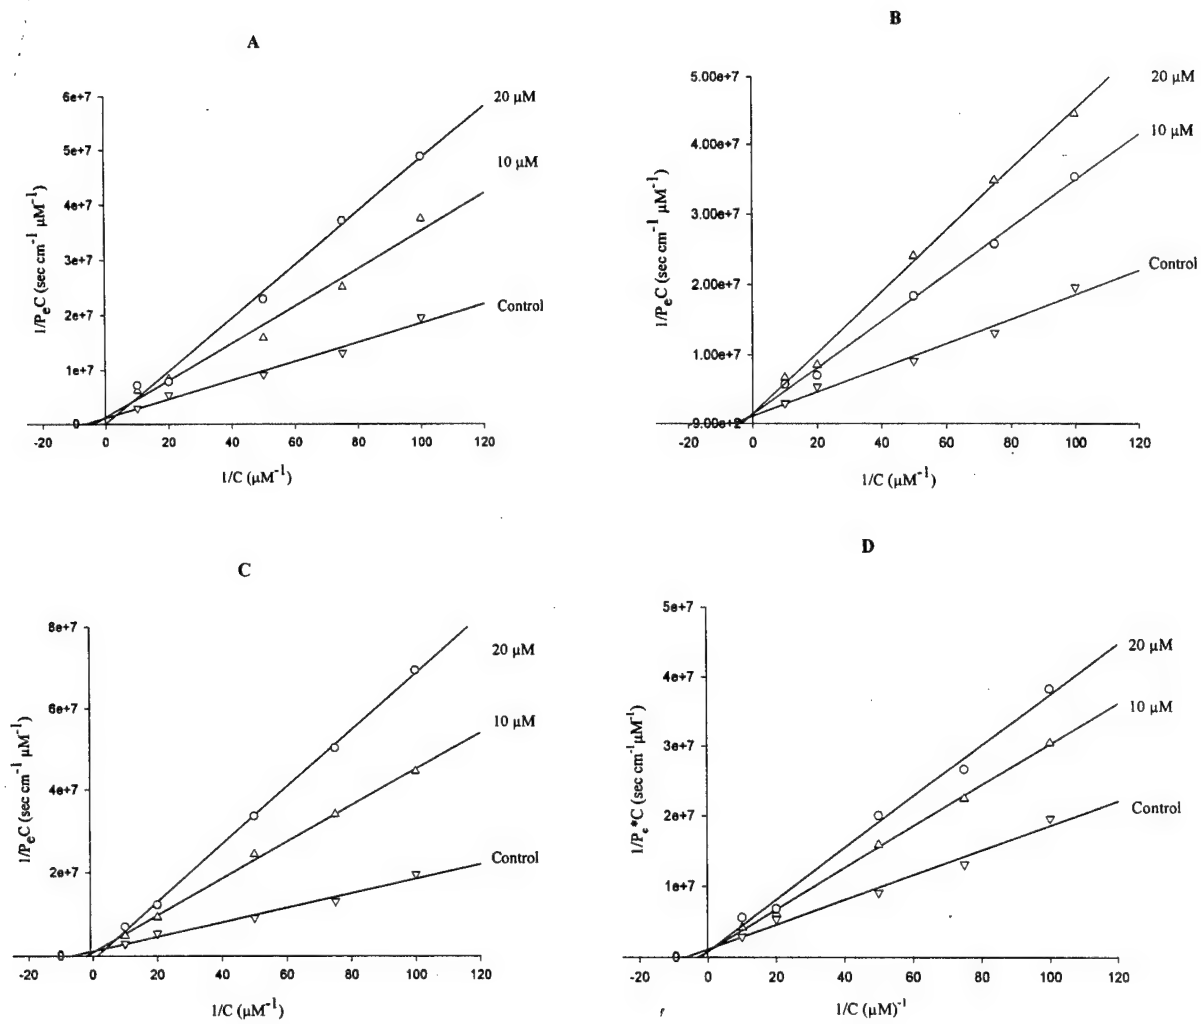 A
6e+7
5e+7
4e+7
3e+7
2e+7
1e+7
0
1/PeC (sec cm-1 µM-1)
20 µM
10 µM
Control
-20 0 20 40 60 80 100 120
1/C (µM-1)
B
5.00e+7
4.00e+7
3.00e+7
2.00e+7
1.00e+7
1/PeC (sec cm-1 µM-1)
20 µM
10 µM
Control
-20 0 20 40 60 80 100 120
1/C (µM-1)
C
8e+7
6e+7
4e+7
2e+7
0
1/PeC (sec cm-1 µM-1)
20 µM
10 µM
Control
-20 0 20 40 60 80 100 120
1/C (µM-1)
D
5e+7
4e+7
3e+7
2e+7
1e+7
0
1/Pe*C (sec cm-1µM-1)
20 µM
10 µM
Control
-20 0 20 40 60 80 100 120
1/C (µM)-1